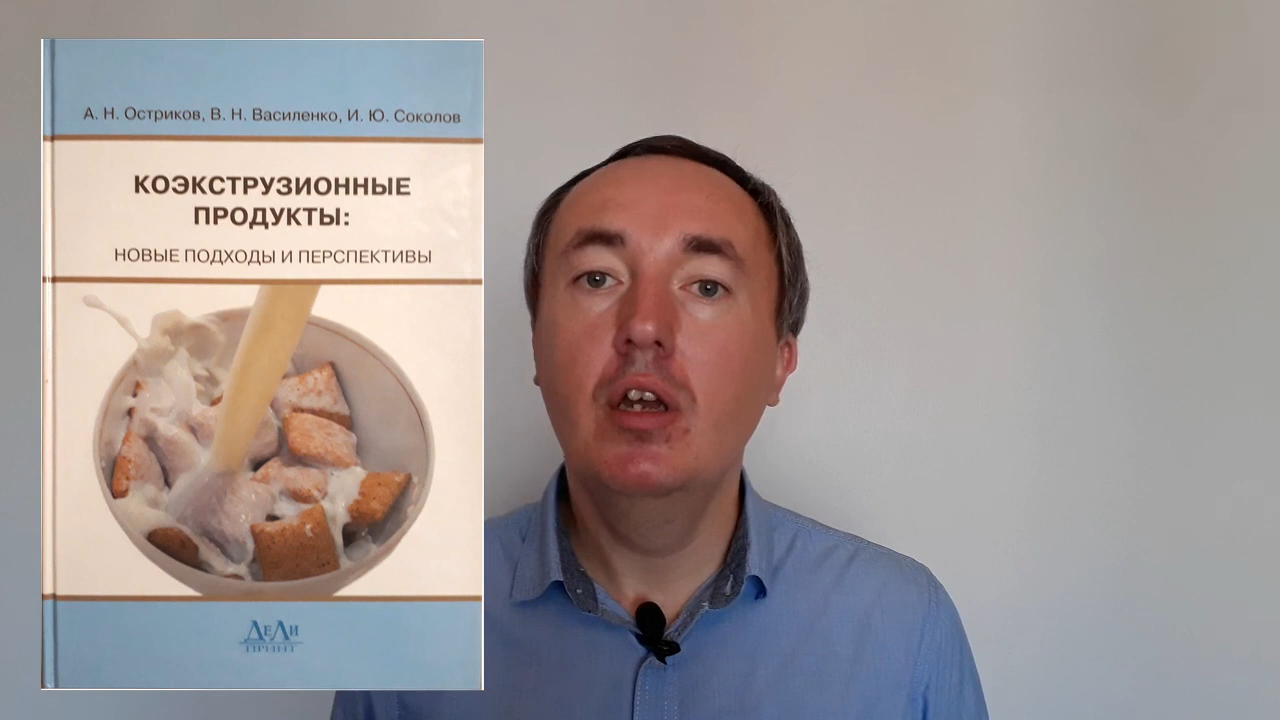 А. Н. Остриков, В. Н. Василенко, И. Ю. Соколов
КОЭКСТРУЗИОННЫЕ
ПРОДУКТЫ:
НОВЫЕ ПОДХОДЫ И ПЕРСПЕКТИВЫ
ДеЛи
ПРИНТ